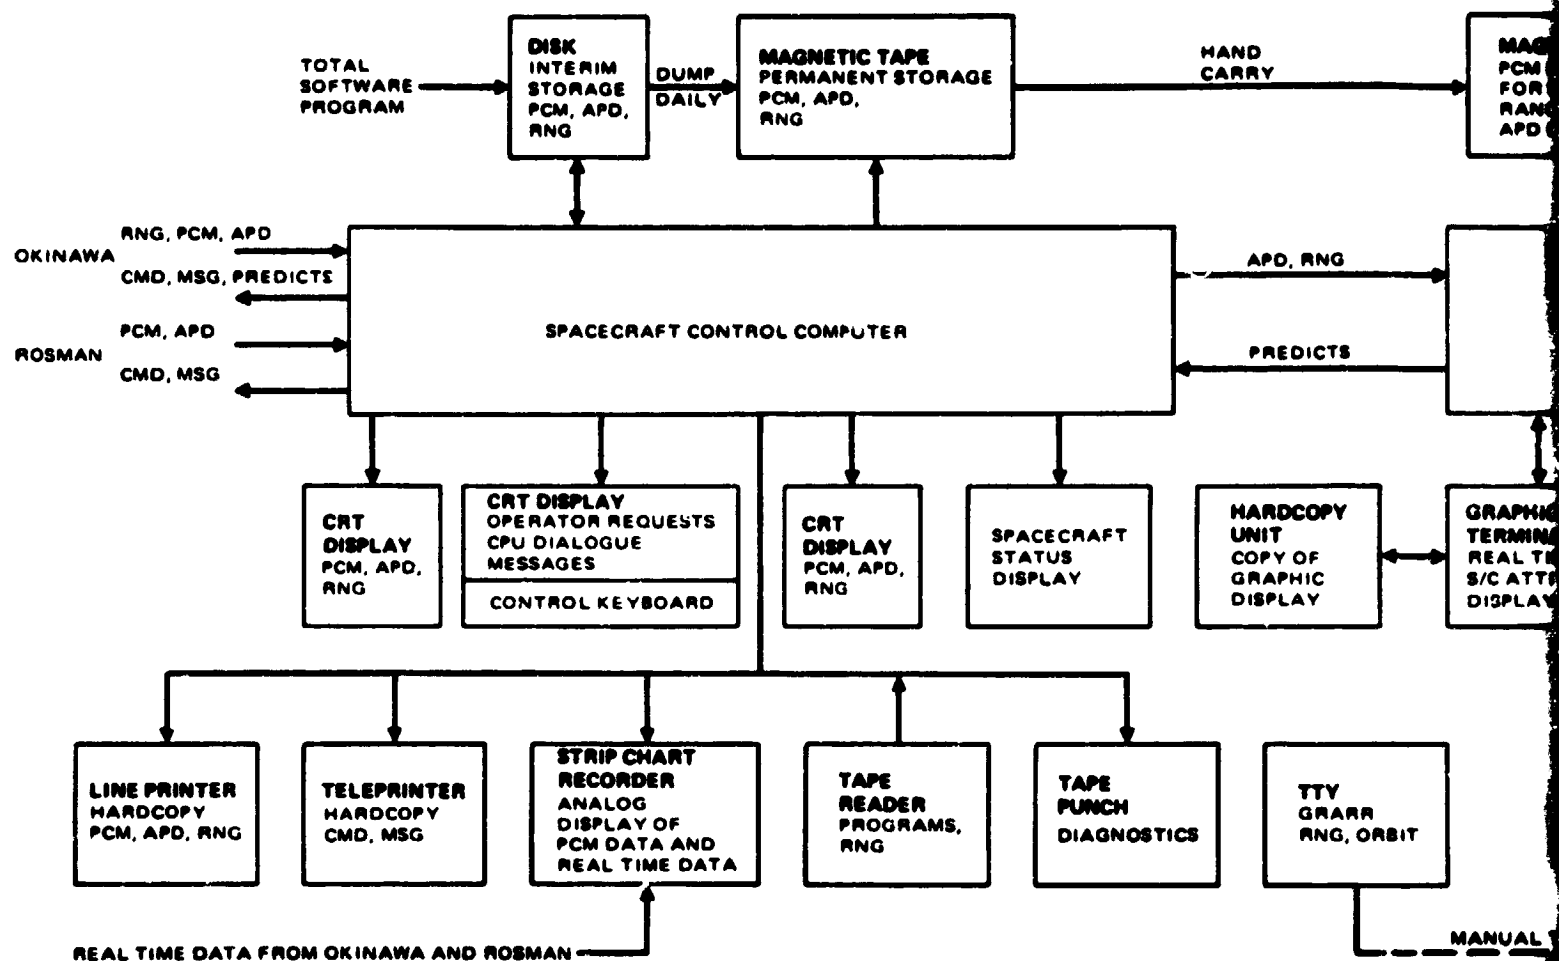 TOTAL
SOFTWARE
PROGRAM
DISK
INTERIM
STORAGE
PCM, APD,
RNG
DUMP
DAILY
MAGNETIC TAPE
PERMANENT STORAGE
PCM, APD,
RNG
HAND
CARRY
PCM
FOR
APD
OKINAWA
RNG, PCM, APD
CMD, MSG, PREDICTS
ROSMAN
PCM, APD
CMD, MSG
SPACECRAFT CONTROL COMPUTER
APD, RNG
PREDICTS
CRT
DISPLAY
PCM, APD,
RNG
CRT DISPLAY
OPERATOR REQUESTS
CPU DIALOGUE
MESSAGES
CONTROL KEYBOARD
CRT
DISPLAY
PCM, APD,
RNG
SPACECRAFT
STATUS
DISPLAY
HARDCOPY
UNIT
COPY OF
GRAPHIC
DISPLAY
REAL
S/C
DISPLAY
LINE PRINTER
HARDCOPY
PCM, APD, RNG
TELEPRINTER
HARDCOPY
CMD, MSG
STRIP CHART
RECORDER
ANALOG
DISPLAY OF
PCM DATA AND
REAL TIME DATA
TAPE
READER
PROGRAMS,
RNG
TAPE
PUNCH
DIAGNOSTICS
TTY
GRARR
RNG, ORBIT
REAL TIME DATA FROM OKINAWA AND ROSMAN
MANUAL